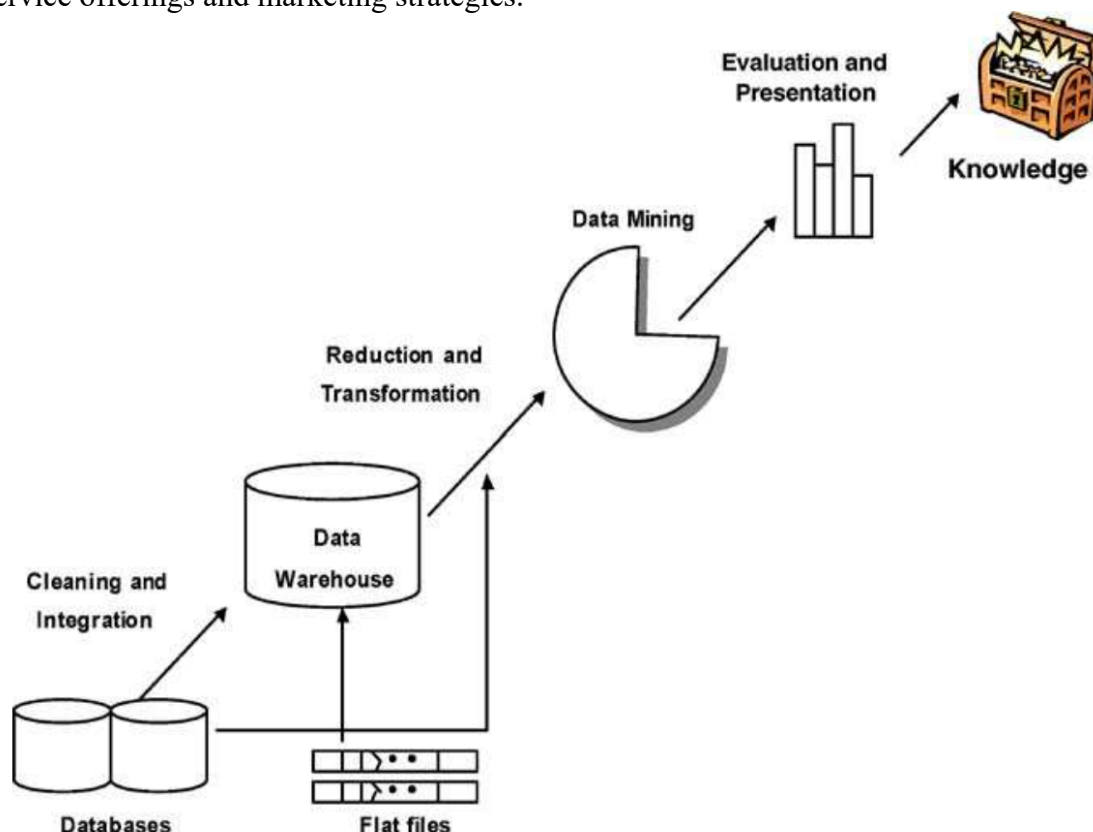 ervice offerings and marketing strategies.
Evaluation and
Presentation
Knowledge
Data Mining
Reduction and
Transformation
Data
Warehouse
Cleaning and
Integration
Databases
Flat files